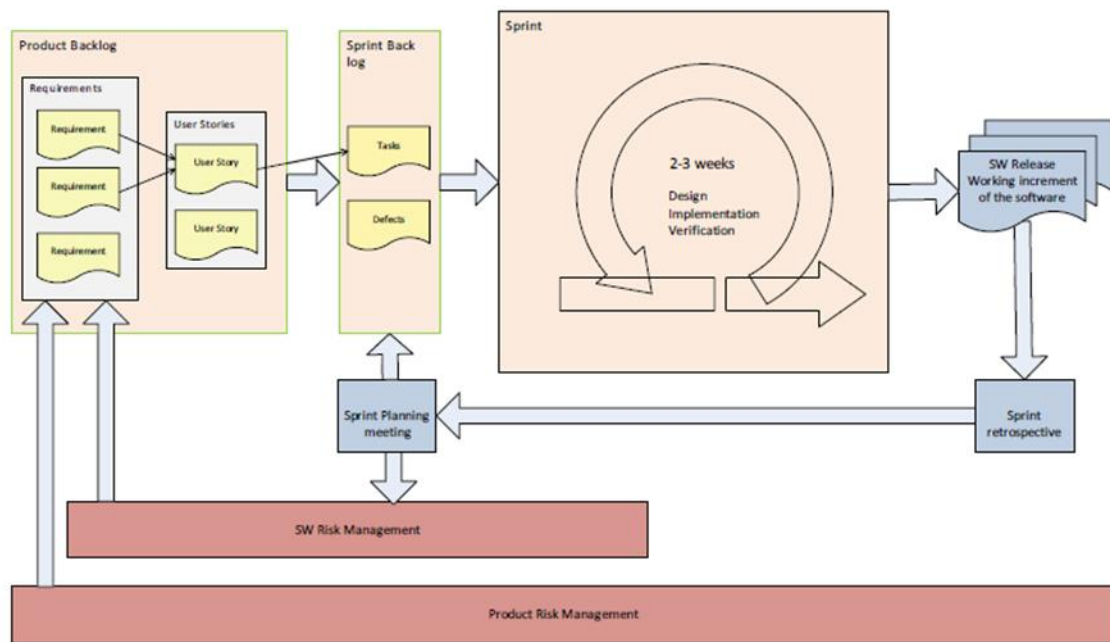 Product Backlog
Requirements
Requirement
Requirement
Requirement
User Stories
User Story
User Story
Sprint Back
log
Tasks
Defects
Sprint
2-3 weeks
Design
Implementation
Verification
SW Release
Working increment
of the software
Sprint Planning
meeting
Sprint
retrospective
SW Risk Management
Product Risk Management